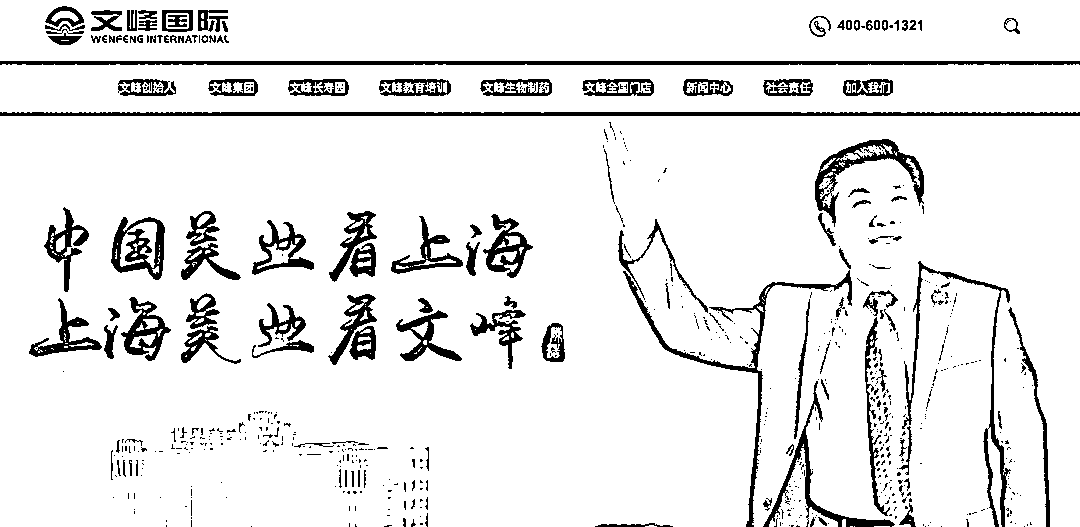 文峰国际
WENFENG INTERNATIONAL
400-600-1321
文峰创始人 文峰集团 文峰长寿园 文峰教育培训 文峰生物制药 文峰全国门店 新闻中心 社会责任 加入我们
中国美业看上海
上海美业看文峰